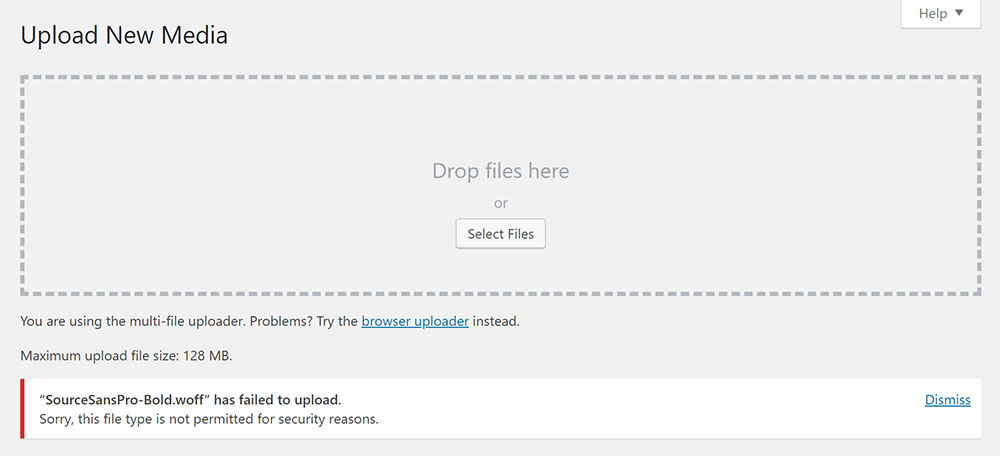 Help
Upload New Media
Drop files here
or
Select Files
You are using the multi-file uploader. Problems? Try the browser uploader instead.
Maximum upload file size: 128 MB.
“SourceSansPro-Bold.woff” has failed to upload.
Dismiss
Sorry, this file type is not permitted for security reasons.